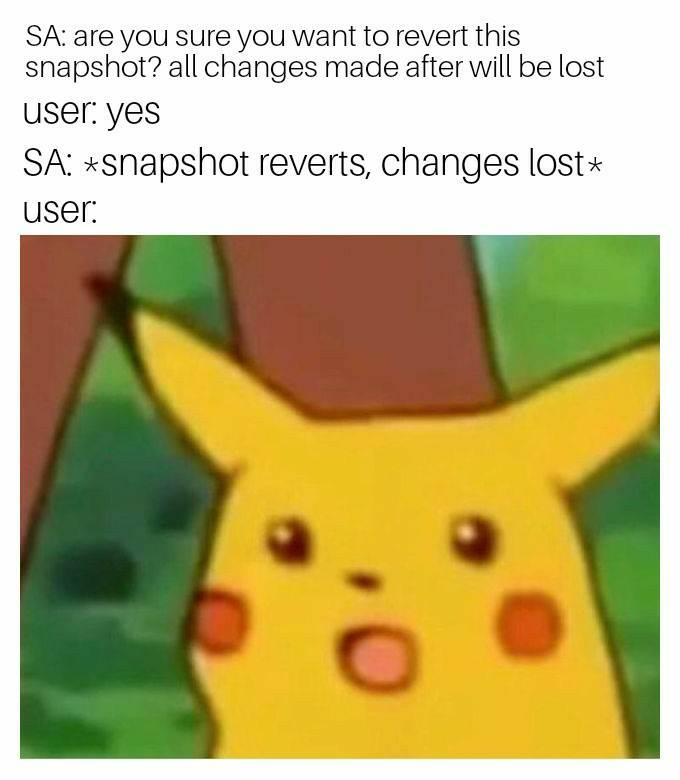 SA: are you sure you want to revert this
snapshot? all changes made after will be lost
user: yes
SA: *snapshot reverts, changes lost*
user: